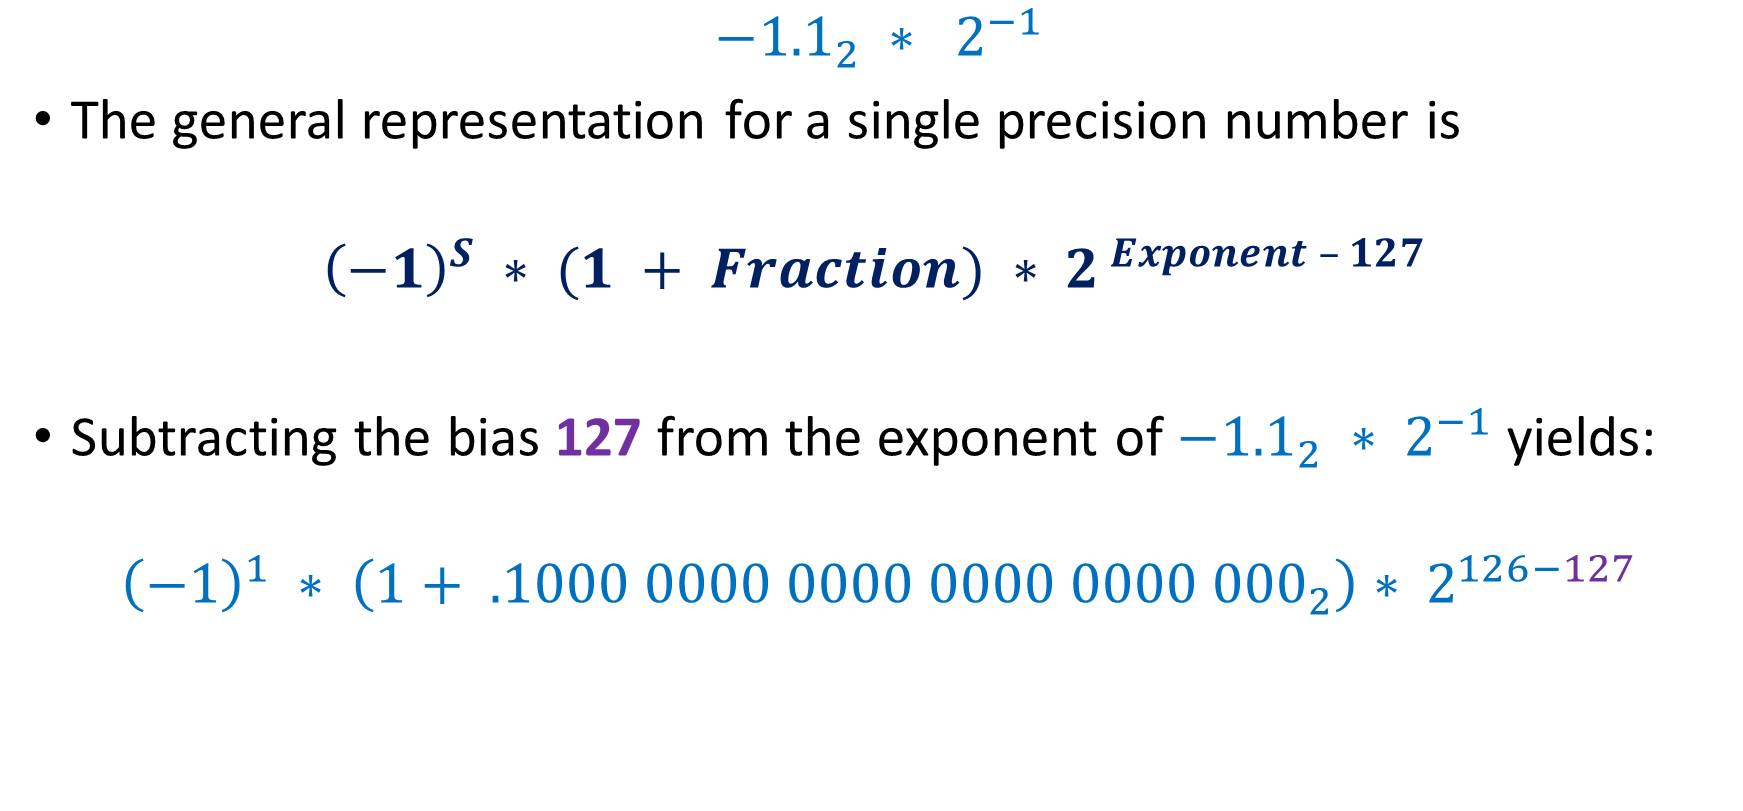 −1.1₂ ∗ 2⁻¹
• The general representation for a single precision number is
(−1)ˢ ∗ (1 + Fraction) ∗ 2^(Exponent – 127)
• Subtracting the bias 127 from the exponent of −1.1₂ ∗ 2⁻¹ yields:
(−1)¹ ∗ (1 + .1000 0000 0000 0000 0000 000₂) ∗ 2¹²⁶⁻¹²⁷